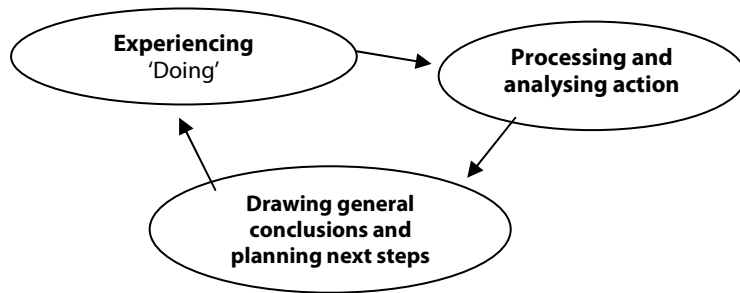 Experiencing
‘Doing’
Processing and
analysing action
Drawing general
conclusions and
planning next steps